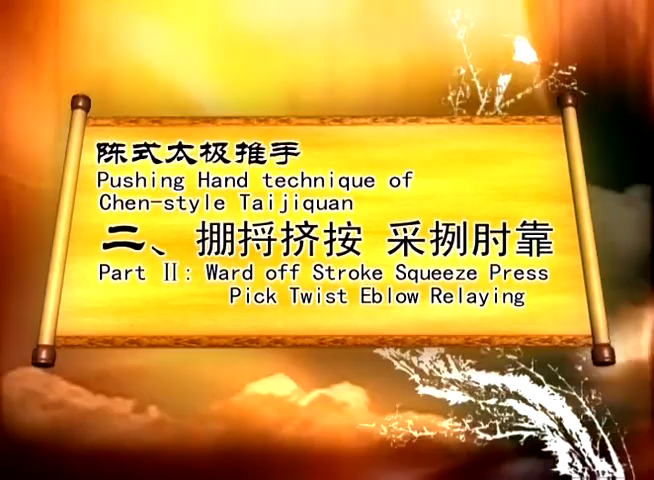 陈式太极推手
Pushing Hand technique of
Chen-style Taijiquan
二、掤捋挤按 采挒肘靠
Part Ⅱ: Ward off Stroke Squeeze Press
Pick Twist Eblow Relaying